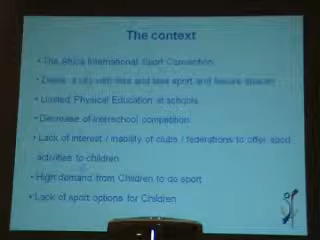 The context
• The Africa International Sport Convention
• a city with less and less sport and leisure spaces
• Limited Physical Education at schools
• Decrease of interschool competition
• Lack of interest / inability of clubs / federations to offer sport
activities to children
• High demand from Children to do sport
• Lack of sport options for Children